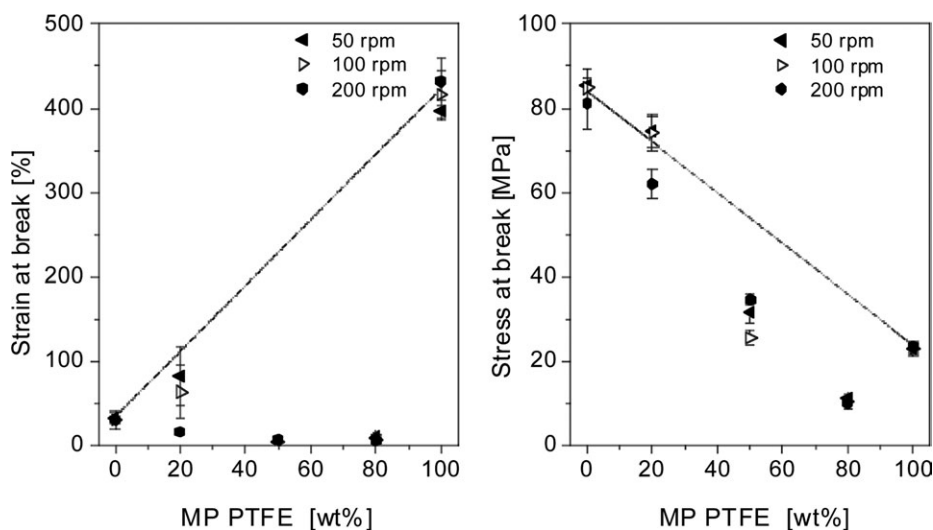 500
400
300
200
100
0
Strain at break [%]
50 rpm
100 rpm
200 rpm
0 20 40 60 80 100
MP PTFE [wt%]
100
80
60
40
20
0
Stress at break [MPa]
50 rpm
100 rpm
200 rpm
0 20 40 60 80 100
MP PTFE [wt%]